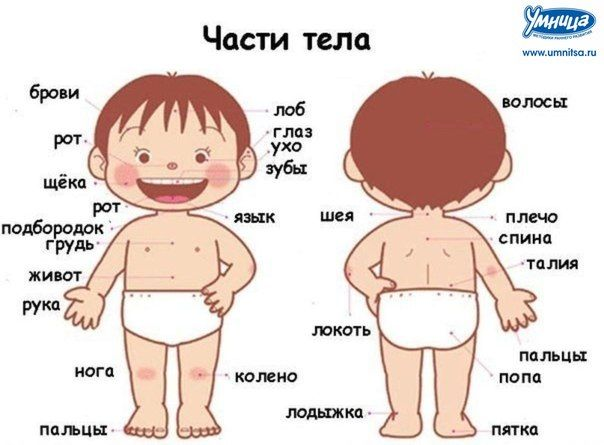 Умница
МЕТОДИКИ РАННЕГО РАЗВИТИЯ
www.umnitsa.ru
Части тела
брови
лоб
рот
глаз
ухо
зубы
щёка
рот
язык
подбородок
грудь
живот
рука
нога
колено
пальцы
волосы
шея
плечо
спина
талия
локоть
пальцы
попа
лодыжка
пятка